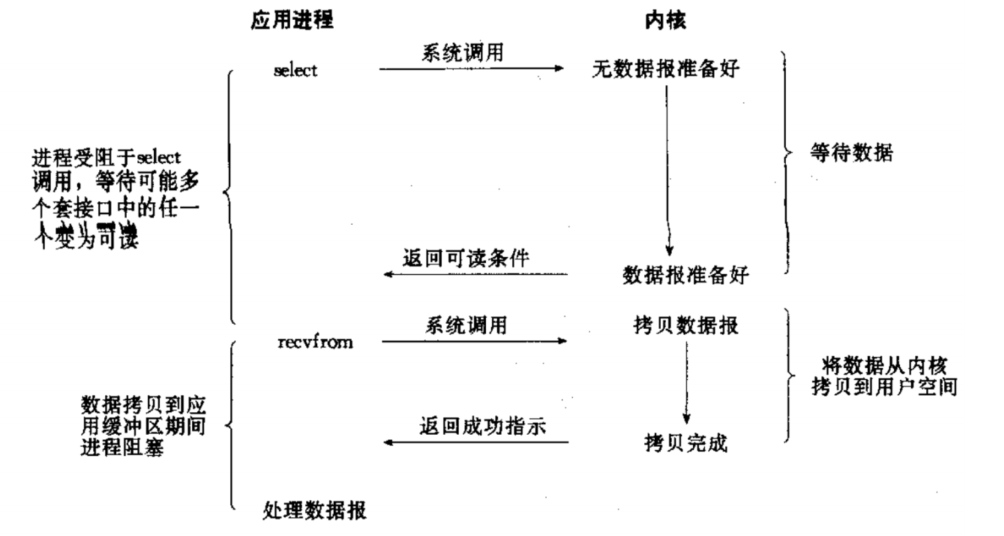 应用进程
内核
select
系统调用
无数据报准备好
进程受阻于select
调用，等待可能多
个套接口中的任一
个变为可读
等待数据
返回可读条件
数据报准备好
recvfrom
系统调用
拷贝数据报
数据拷贝到应
用缓冲区期间
进程阻塞
将数据从内核
拷贝到用户空间
返回成功指示
拷贝完成
处理数据报